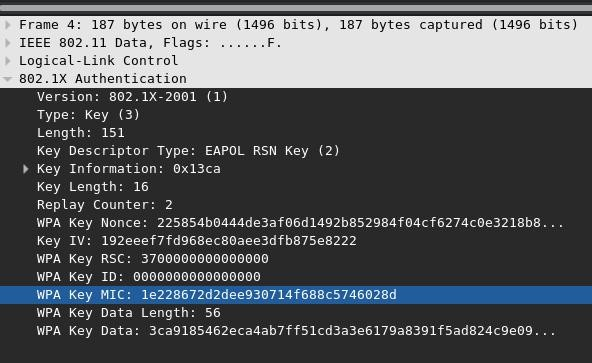 Frame 4: 187 bytes on wire (1496 bits), 187 bytes captured (1496 bits)
IEEE 802.11 Data, Flags: ......F.
Logical-Link Control
802.1X Authentication
Version: 802.1X-2001 (1)
Type: Key (3)
Length: 151
Key Descriptor Type: EAPOL RSN Key (2)
Key Information: 0x13ca
Key Length: 16
Replay Counter: 2
WPA Key Nonce: 225854b0444de3af06d1492b852984f04cf6274c0e3218b8...
Key IV: 192eeef7fd968ec80aee3dfb875e8222
WPA Key RSC: 3700000000000000
WPA Key ID: 0000000000000000
WPA Key MIC: 1e228672d2dee930714f688c5746028d
WPA Key Data Length: 56
WPA Key Data: 3ca9185462eca4ab7ff51cd3a3e6179a8391f5ad824c9e09...